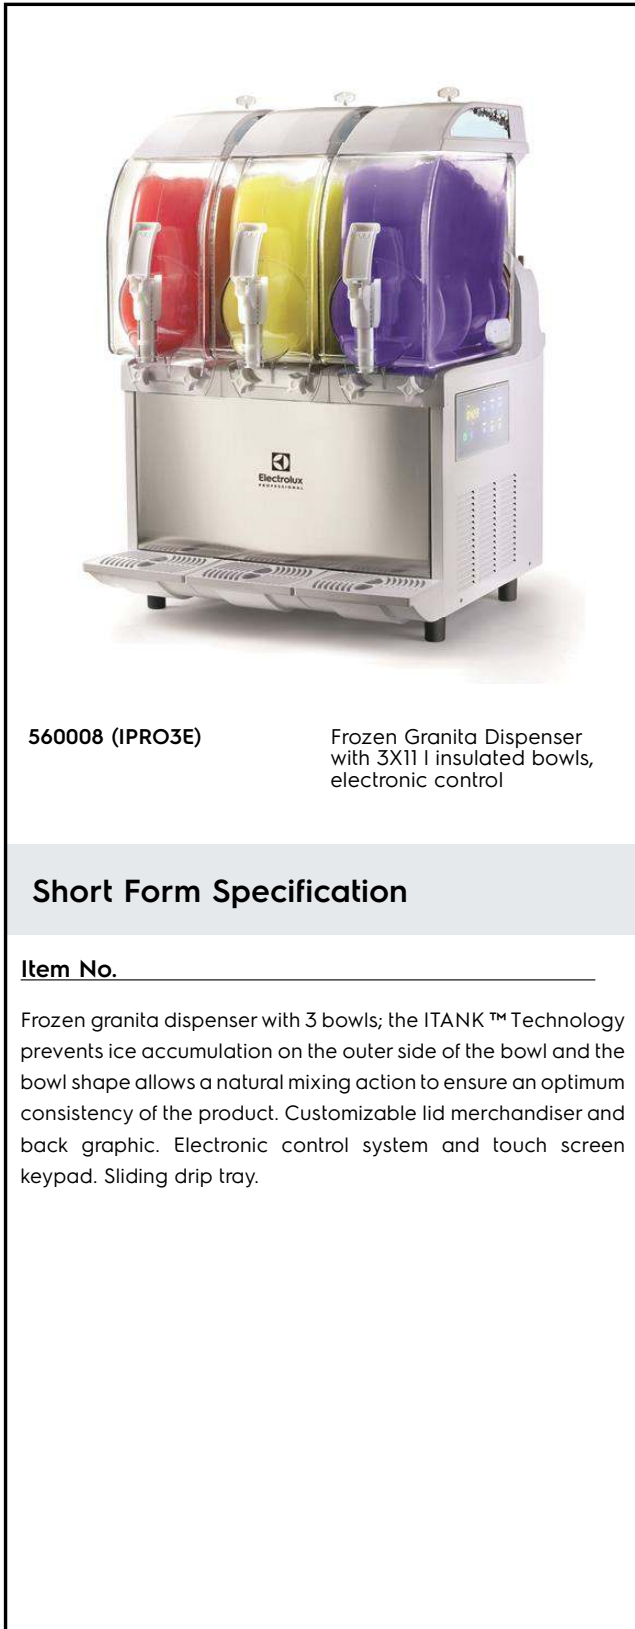 Electrolux
PROFESSIONAL
560008 (IPRO3E)
Frozen Granita Dispenser
with 3X11 l insulated bowls,
electronic control
Short Form Specification
Item No.
Frozen granita dispenser with 3 bowls; the ITANK ™ Technology
prevents ice accumulation on the outer side of the bowl and the
bowl shape allows a natural mixing action to ensure an optimum
consistency of the product. Customizable lid merchandiser and
back graphic. Electronic control system and touch screen
keypad. Sliding drip tray.